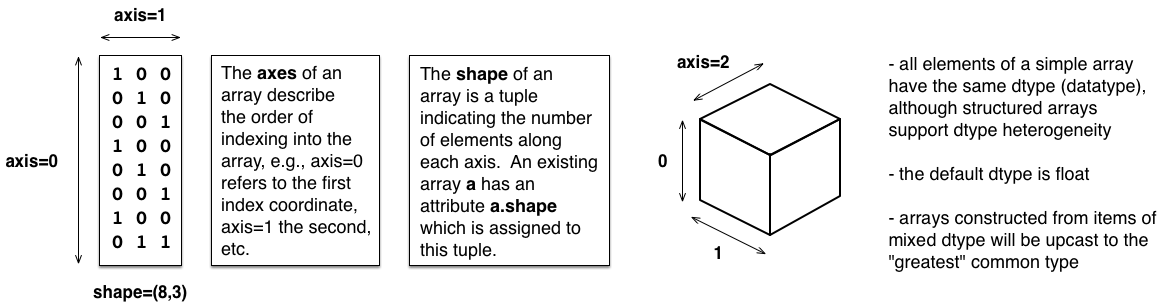 axis=1
axis=0
1 0 0
0 1 0
0 0 1
1 0 0
0 1 0
0 0 1
1 0 0
0 1 1
shape=(8,3)
The axes of an
array describe
the order of
indexing into the
array, e.g., axis=0
refers to the first
index coordinate,
axis=1 the second,
etc.
The shape of an
array is a tuple
indicating the number
of elements along
each axis. An existing
array a has an
attribute a.shape
which is assigned to
this tuple.
axis=2
0
1
- all elements of a simple array
have the same dtype (datatype),
although structured arrays
support dtype heterogeneity
- the default dtype is float
- arrays constructed from items of
mixed dtype will be upcast to the
"greatest" common type